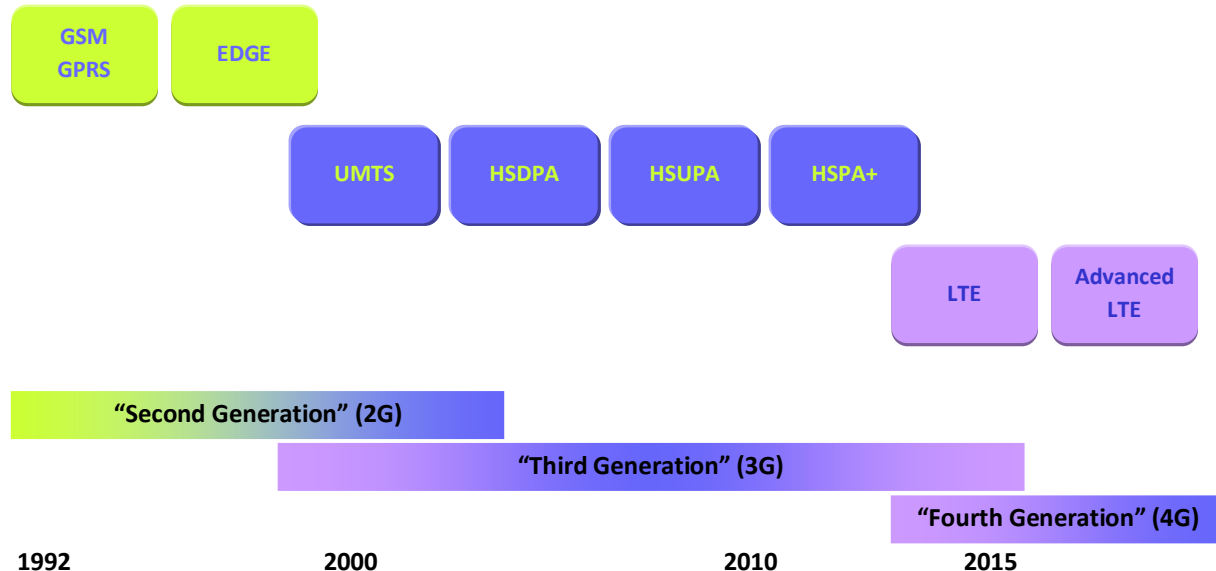 GSM
GPRS
EDGE
UMTS
HSDPA
HSUPA
HSPA+
LTE
Advanced
LTE
“Second Generation” (2G)
“Third Generation” (3G)
“Fourth Generation” (4G)
1992
2000
2010
2015